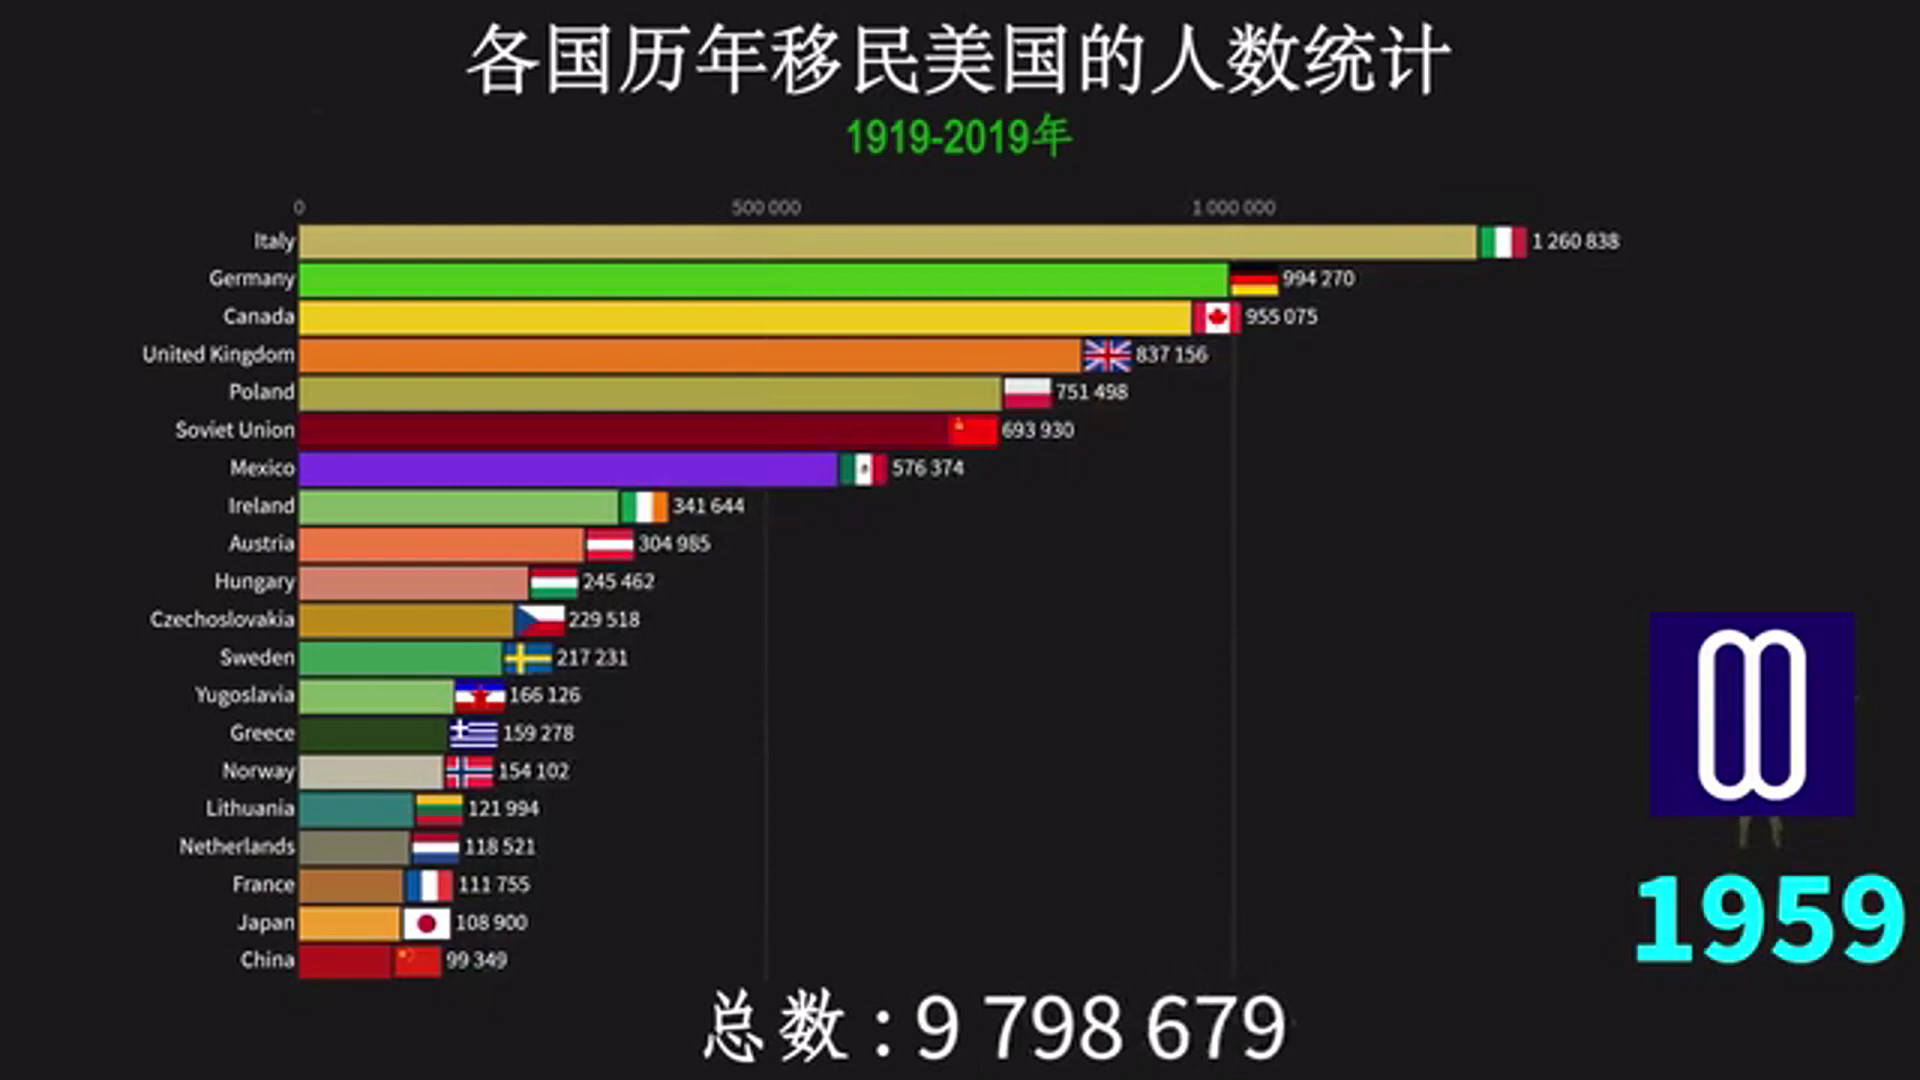 各国历年移民美国的人数统计
1919-2019年
0 500 000 1 000 000
Italy 1 260 838
Germany 994 270
Canada 955 075
United Kingdom 837 156
Poland 751 498
Soviet Union 693 930
Mexico 576 374
Ireland 341 644
Austria 304 985
Hungary 245 462
Czechoslovakia 229 518
Sweden 217 231
Yugoslavia 166 126
Greece 159 278
Norway 154 102
Lithuania 121 994
Netherlands 118 521
France 111 755
Japan 108 900
China 99 349
1959
总数:9 798 679